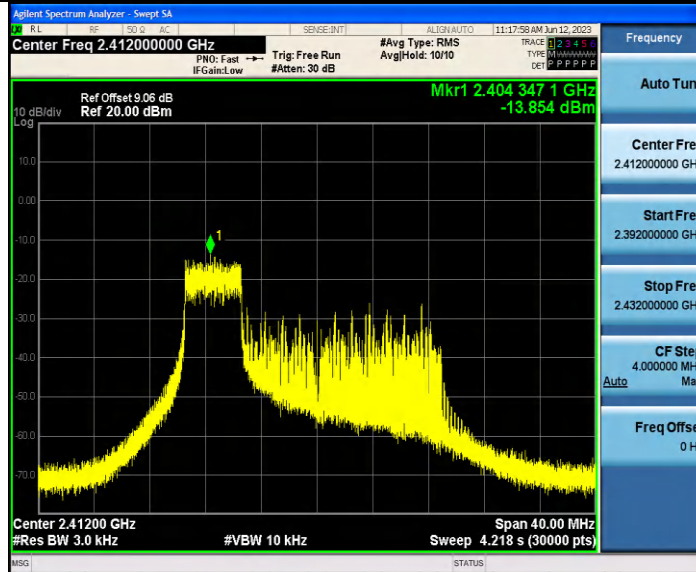 Agilent Spectrum Analyzer - Swept SA
RL RF 50 Ω AC SENSE:INT ALIGN AUTO 11:17:58 AM Jun 12, 2023
Center Freq 2.412000000 GHz
PNO: Fast
IFGain:Low
Trig: Free Run
#Atten: 30 dB
#Avg Type: RMS
Avg|Hold: 10/10
TRACE 1 2 3 4 5 6
TYPE M
DET P P P P P P
Mkr1 2.404 347 1 GHz
-13.854 dBm
Ref Offset 9.06 dB
Ref 20.00 dBm
10 dB/div
Log
10.0
0.00
-10.0
-20.0
-30.0
-40.0
-50.0
-60.0
-70.0
1
Center 2.41200 GHz
Span 40.00 MHz
#Res BW 3.0 kHz
#VBW 10 kHz
Sweep 4.218 s (30000 pts)
MSG
STATUS
Frequency
Auto Tun
Center Fre
2.412000000 GH
Start Fre
2.392000000 GH
Stop Fre
2.432000000 GH
CF Step
4.000000 MH
Auto Ma
Freq Offse
0 H